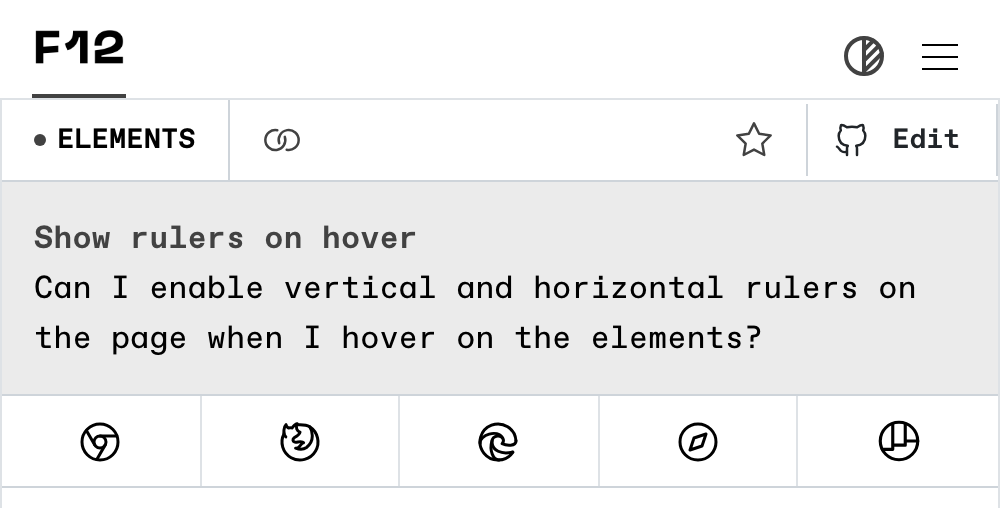 F12
ELEMENTS
Edit
Show rulers on hover
Can I enable vertical and horizontal rulers on
the page when I hover on the elements?